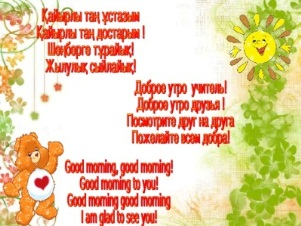 Қайырлы таң ұстазым
Қайырлы таң достарым !
Шеңберге тұрайық!
Жылулық сыйлайық!
Доброе утро учитель!
Доброе утро друзья !
Посмотрите друг на друга
Пожелайте всем добра!
Good morning, good morning!
Good morning to you!
Good morning good morning
I am glad to see you!